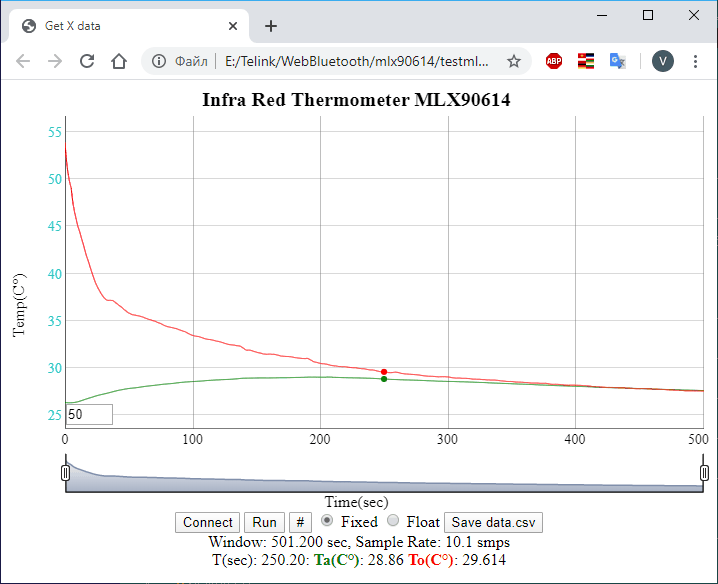 Get X data
Файл E:/Telink/WebBluetooth/mlx90614/testml...
ABP
V
Infra Red Thermometer MLX90614
55
50
45
40
35
30
25
Temp(C°)
50
0 100 200 300 400 500
Time(sec)
Connect Run # Fixed Float Save data.csv
Window: 501.200 sec, Sample Rate: 10.1 smps
T(sec): 250.20: Ta(C°): 28.86 To(C°): 29.614